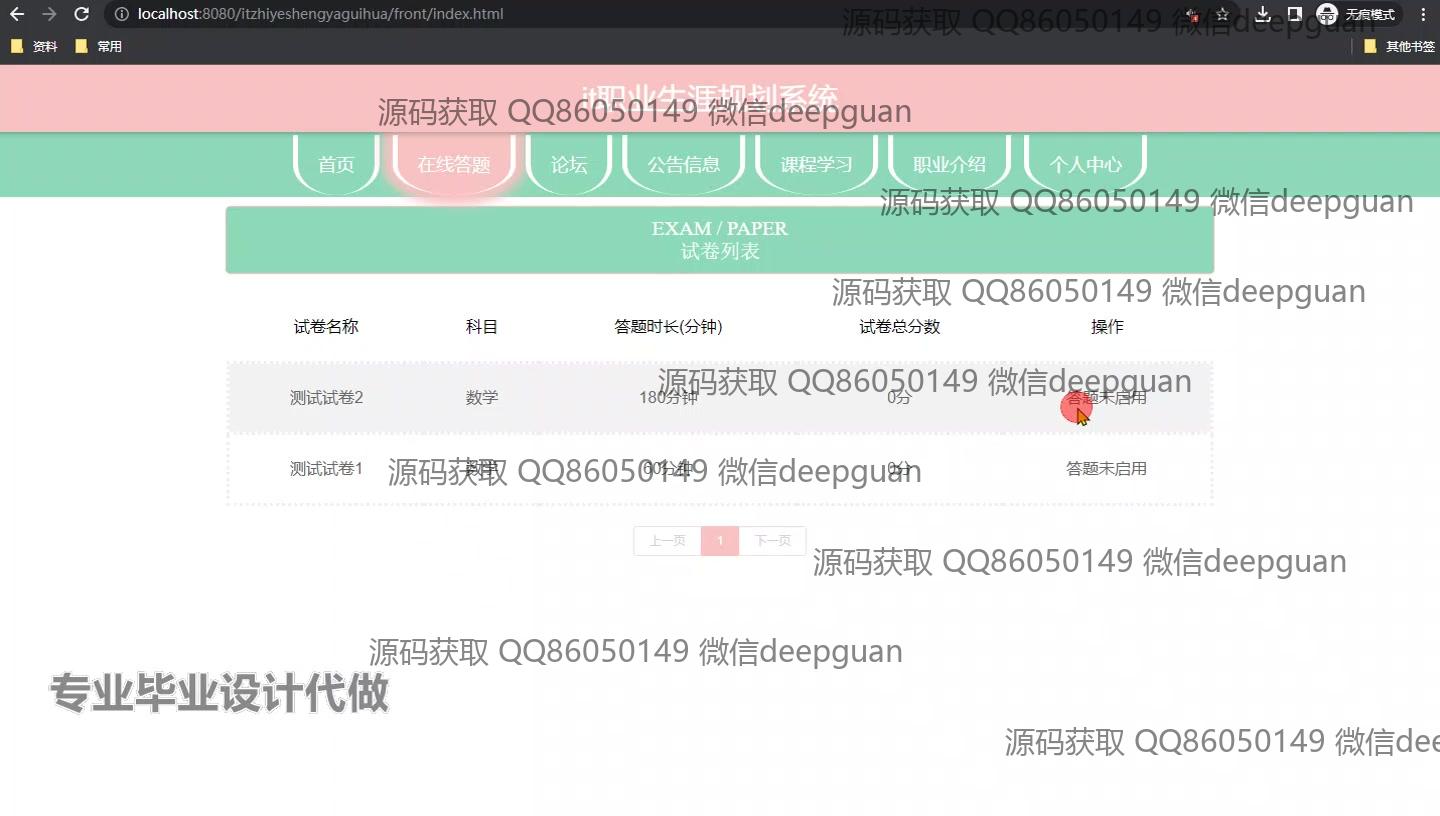 localhost:8080/itzhiyeshengyaguihua/front/index.html
无痕模式
源码获取 QQ86050149 微信deepguan
资料
常用
其他书签
it职业生涯规划系统
源码获取 QQ86050149 微信deepguan
首页
在线答题
论坛
公告信息
课程学习
职业介绍
个人中心
源码获取 QQ86050149 微信deepguan
EXAM / PAPER
试卷列表
源码获取 QQ86050149 微信deepguan
试卷名称 科目 答题时长(分钟) 试卷总分数 操作
源码获取 QQ86050149 微信deepguan
测试试卷2 数学 180分钟 0分 答题未启用
测试试卷1 数学 60分钟 0分 答题未启用
源码获取 QQ86050149 微信deepguan
上一页 1 下一页
源码获取 QQ86050149 微信deepguan
源码获取 QQ86050149 微信deepguan
专业毕业设计代做
源码获取 QQ86050149 微信dee